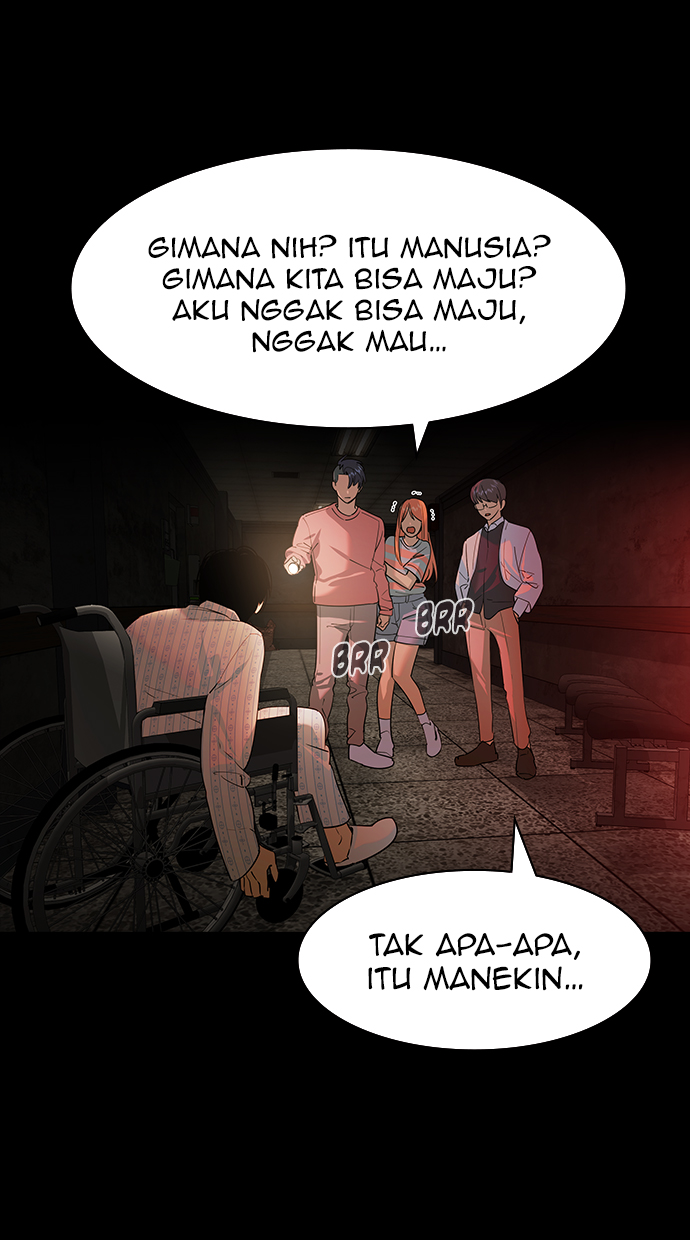 GIMANA NIH? ITU MANUSIA?
GIMANA KITA BISA MAJU?
AKU NGGAK BISA MAJU,
NGGAK MAU...
BRR
BRR
TAK APA-APA,
ITU MANEKIN...